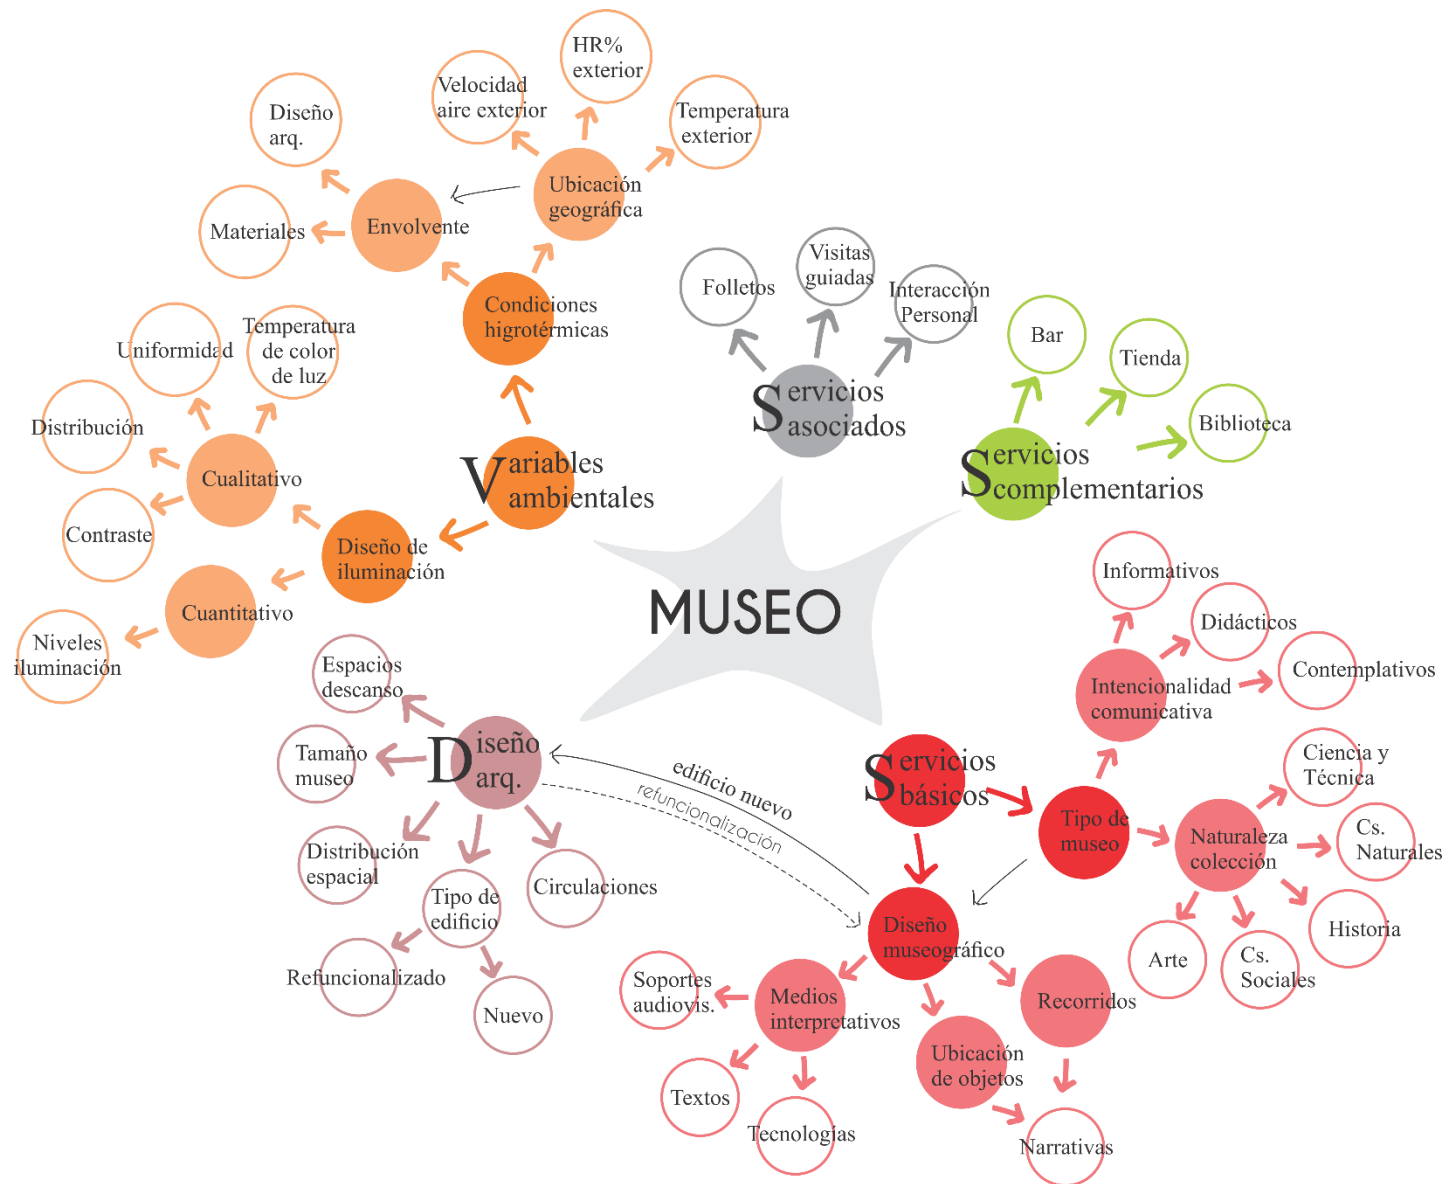 HR%
exterior
Velocidad
aire exterior
Temperatura
exterior
Diseño
arq.
Ubicación
geográfica
Envolvente
Materiales
Condiciones
higrotérmicas
Temperatura
de color
de luz
Uniformidad
Distribución
Cualitativo
Contraste
Variables
ambientales
Diseño de
iluminación
Cuantitativo
Niveles
iluminación
Folletos
Visitas
guiadas
Interacción
Personal
Servicios
asociados
Bar
Tienda
Biblioteca
Servicios
complementarios
MUSEO
Informativos
Didácticos
Contemplativos
Intencionalidad
comunicativa
Espacios
descanso
Tamaño
museo
Diseño
arq.
Distribución
espacial
Tipo de
edificio
Circulaciones
Refuncionalizado
Nuevo
edificio nuevo
refuncionalización
Servicios
básicos
Tipo de
museo
Naturaleza
colección
Ciencia y
Técnica
Cs.
Naturales
Historia
Cs.
Sociales
Arte
Diseño
museográfico
Soportes
audiovis.
Medios
interpretativos
Recorridos
Ubicación
de objetos
Textos
Tecnologías
Narrativas